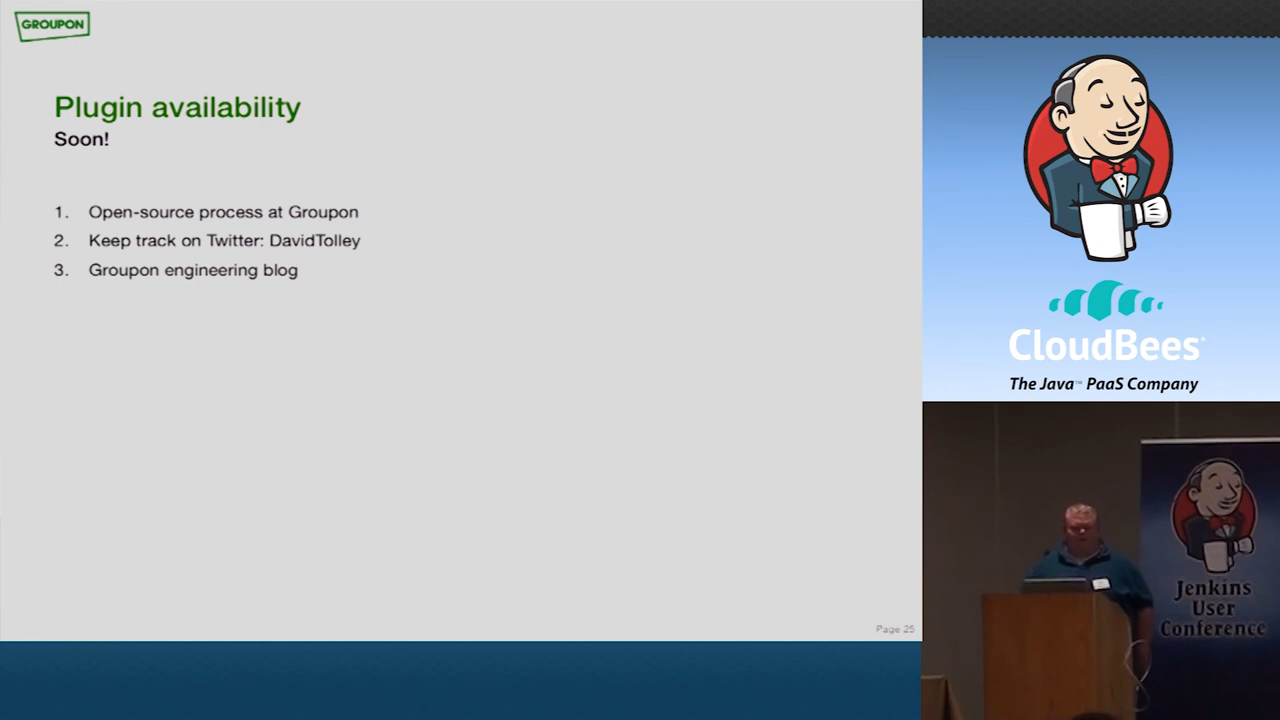 GROUPON
Plugin availability
Soon!
1. Open-source process at Groupon
2. Keep track on Twitter: DavidTolley
3. Groupon engineering blog
Page 25
CloudBees
The Java™ PaaS Company
Jenkins
User
Conference